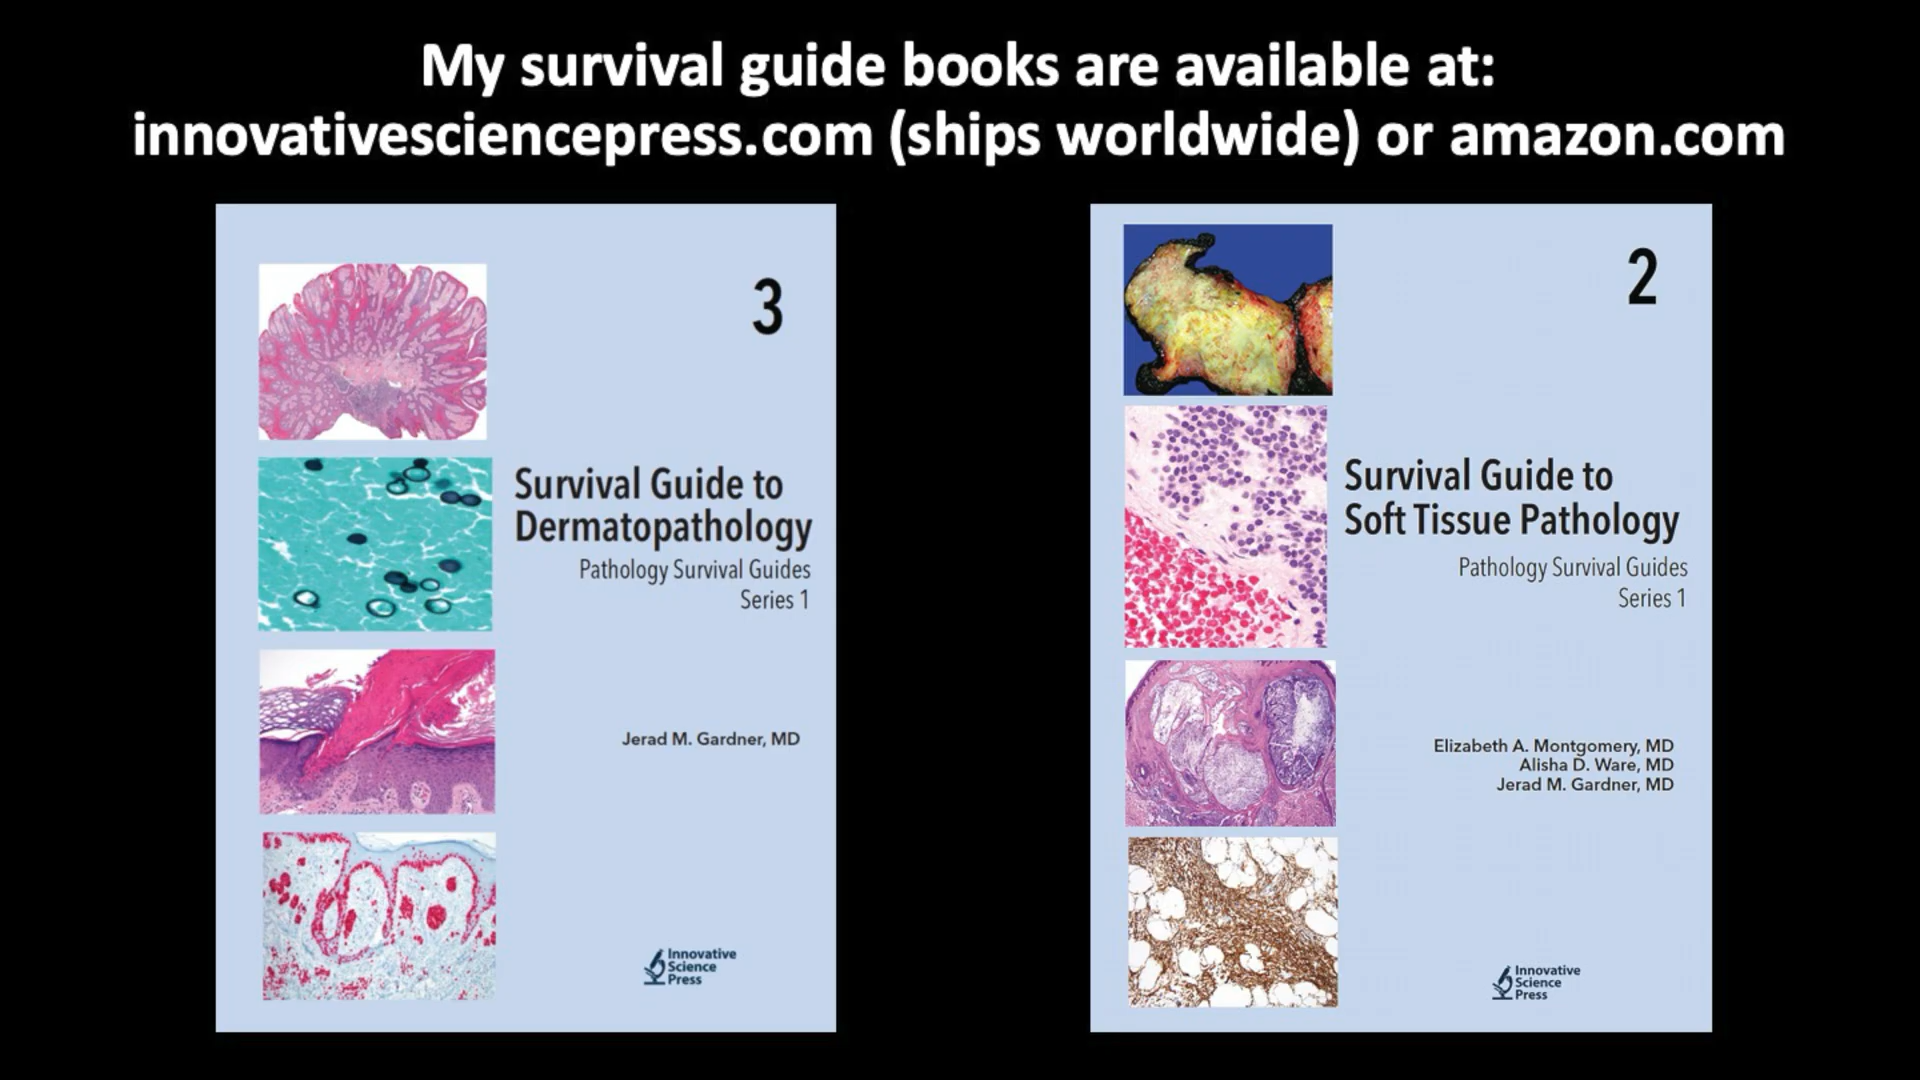 My survival guide books are available at:
innovativesciencepress.com (ships worldwide) or amazon.com
3
Survival Guide to
Dermatopathology
Pathology Survival Guides
Series 1
Jerad M. Gardner, MD
Innovative
Science
Press
2
Survival Guide to
Soft Tissue Pathology
Pathology Survival Guides
Series 1
Elizabeth A. Montgomery, MD
Alisha D. Ware, MD
Jerad M. Gardner, MD
Innovative
Science
Press